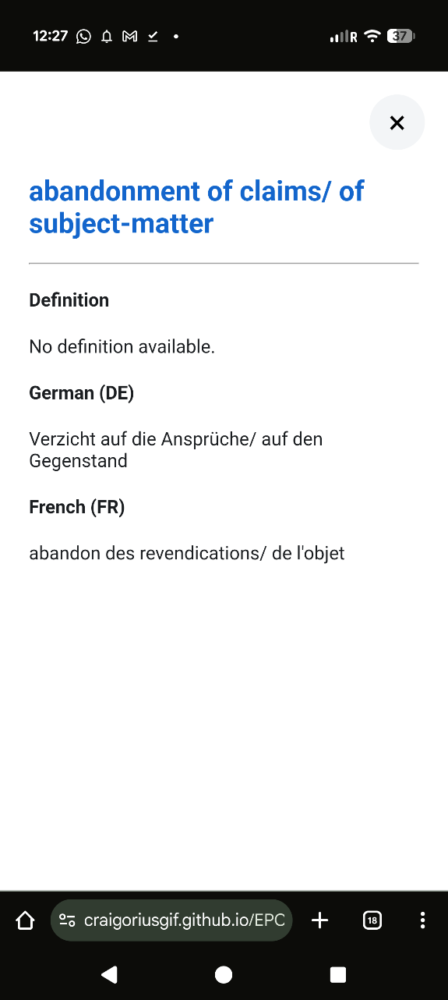 12:27
R
37
abandonment of claims/ of
subject-matter
Definition
No definition available.
German (DE)
Verzicht auf die Ansprüche/ auf den
Gegenstand
French (FR)
abandon des revendications/ de l'objet
craigoriusgif.github.io/EPC
18